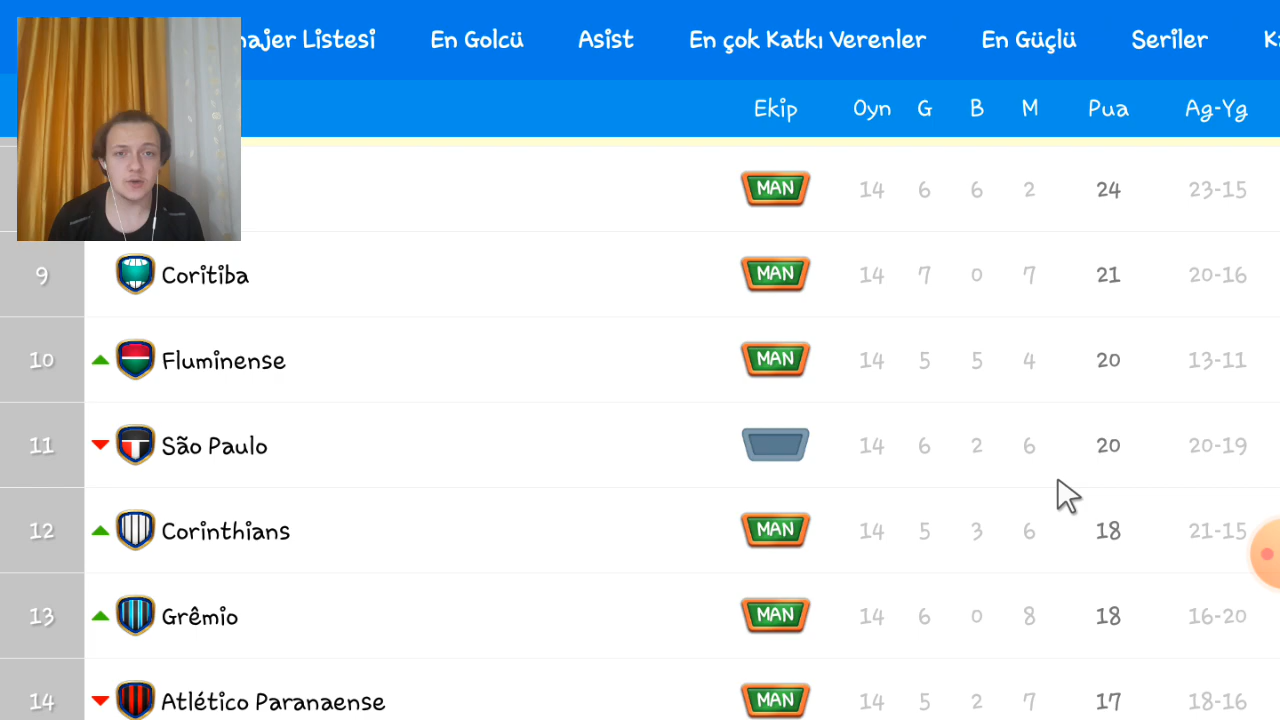 najer Listesi En Golcü Asist En çok Katkı Verenler En Güçlü Seriler
Ekip Oyn G B M Pua Ag-Yg
MAN 14 6 6 2 24 23-15
9 Coritiba MAN 14 7 0 7 21 20-16
10 Fluminense MAN 14 5 5 4 20 13-11
11 São Paulo 14 6 2 6 20 20-19
12 Corinthians MAN 14 5 3 6 18 21-15
13 Grêmio MAN 14 6 0 8 18 16-20
14 Atlético Paranaense MAN 14 5 2 7 17 18-16